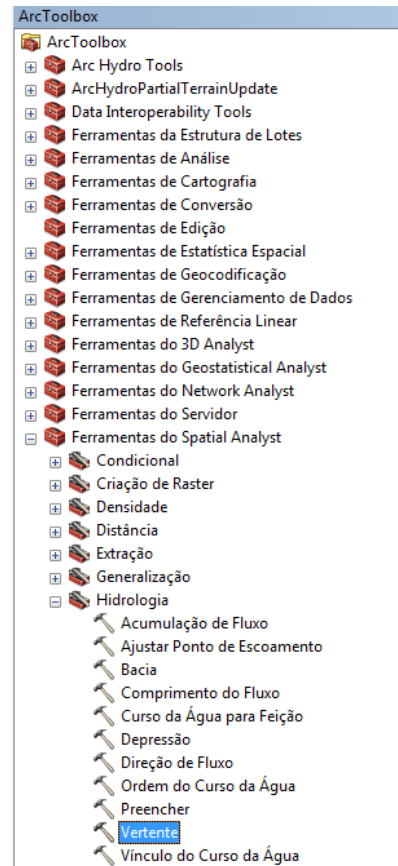 ArcToolbox
ArcToolbox
Arc Hydro Tools
ArcHydroPartialTerrainUpdate
Data Interoperability Tools
Ferramentas da Estrutura de Lotes
Ferramentas de Análise
Ferramentas de Cartografia
Ferramentas de Conversão
Ferramentas de Edição
Ferramentas de Estatística Espacial
Ferramentas de Geocodificação
Ferramentas de Gerenciamento de Dados
Ferramentas de Referência Linear
Ferramentas do 3D Analyst
Ferramentas do Geostatistical Analyst
Ferramentas do Network Analyst
Ferramentas do Servidor
Ferramentas do Spatial Analyst
Condicional
Criação de Raster
Densidade
Distância
Extração
Generalização
Hidrologia
Acumulação de Fluxo
Ajustar Ponto de Escoamento
Bacia
Comprimento do Fluxo
Curso da Água para Feição
Depressão
Direção de Fluxo
Ordem do Curso da Água
Preencher
Vertente
Vínculo do Curso da Água